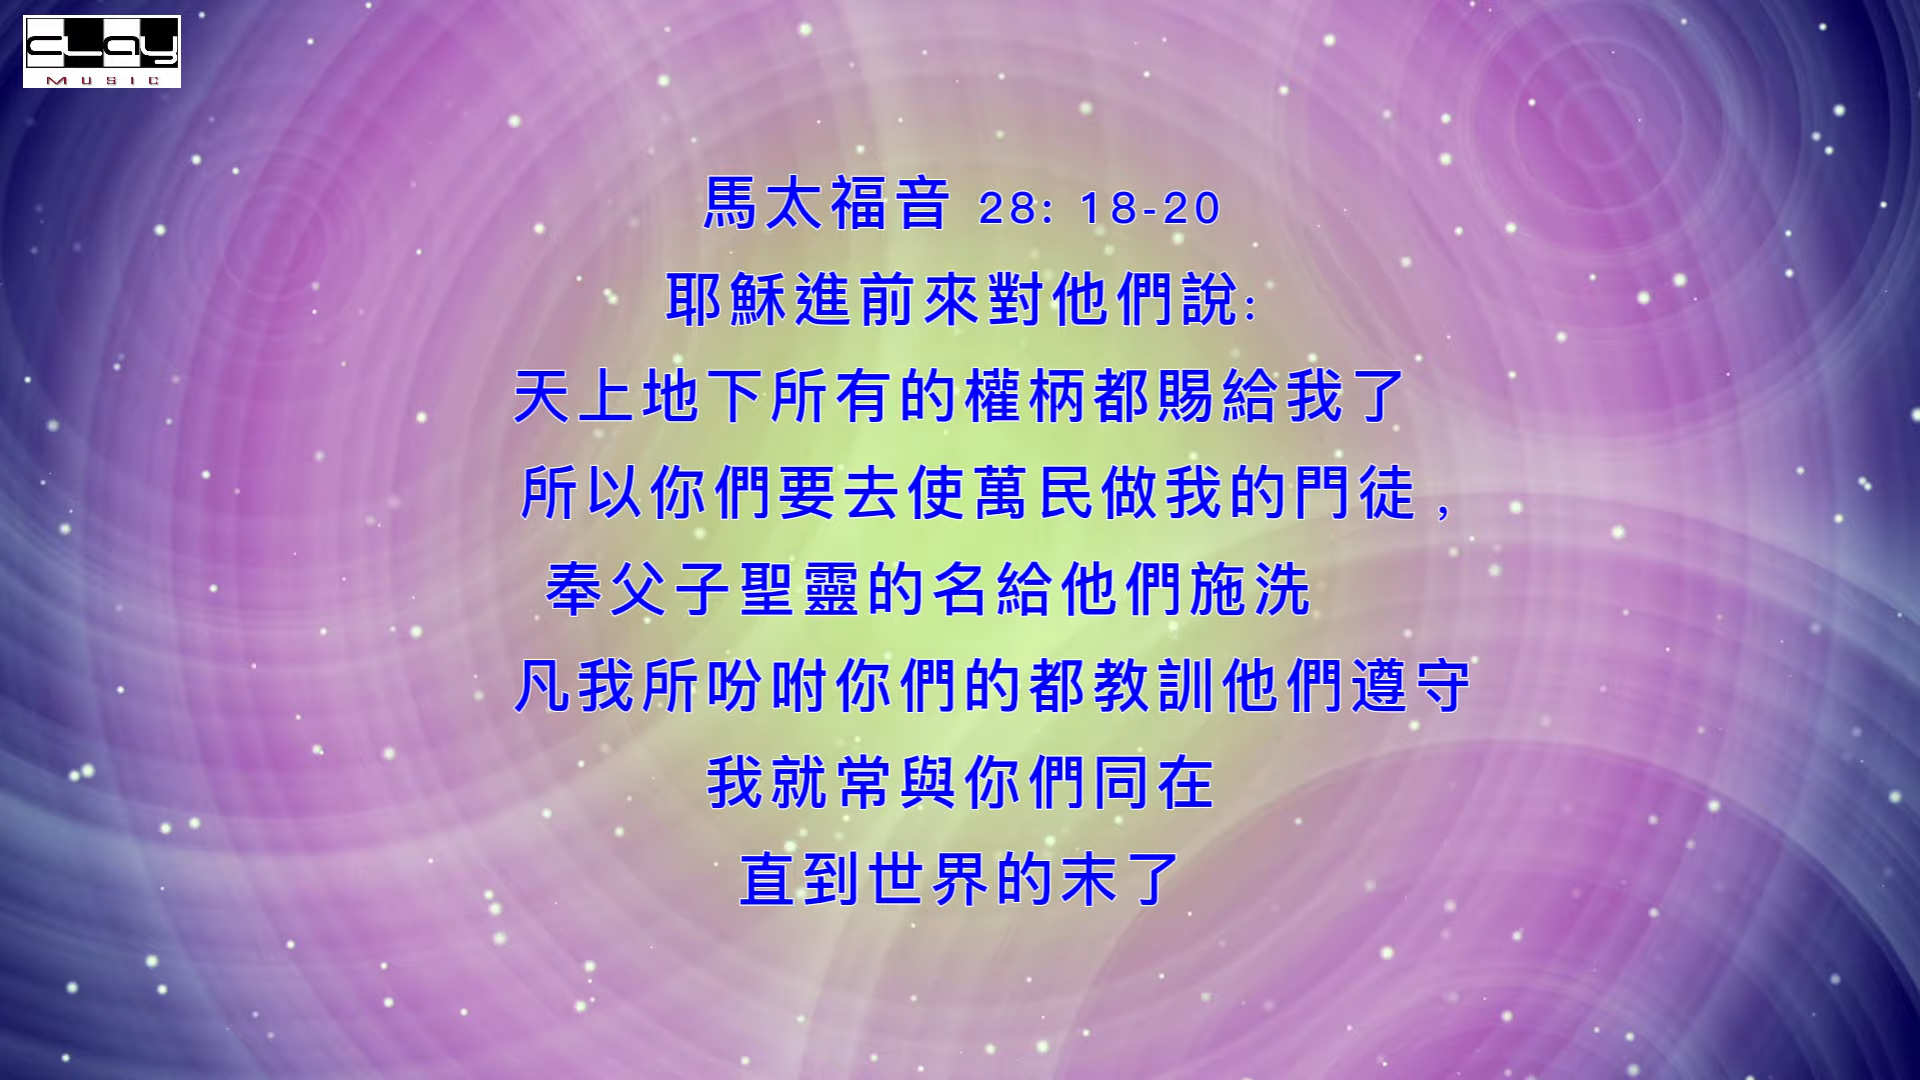 CLAY
MUSIC
馬太福音 28: 18-20
耶穌進前來對他們說:
天上地下所有的權柄都賜給我了
所以你們要去使萬民做我的門徒 ,
奉父子聖靈的名給他們施洗
凡我所吩咐你們的都教訓他們遵守
我就常與你們同在
直到世界的末了